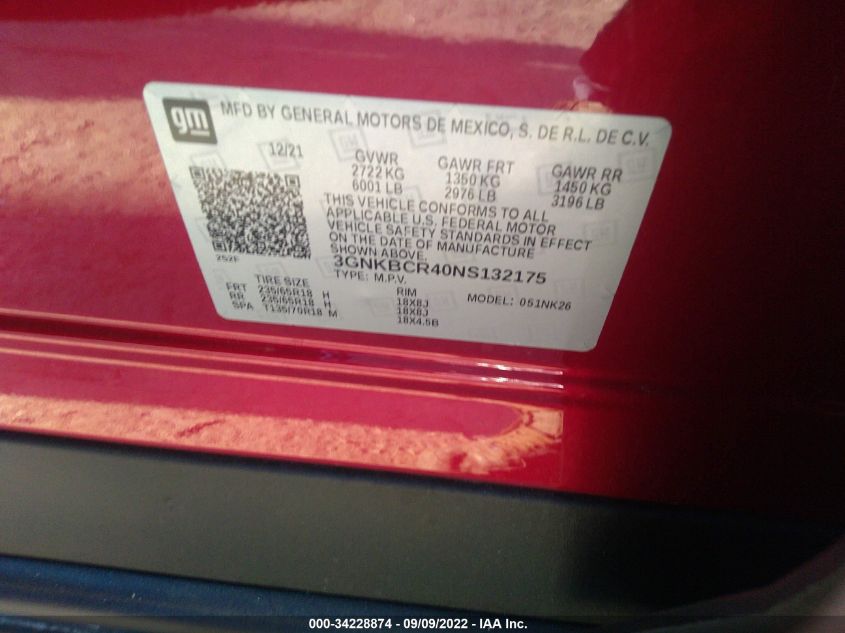 gm MFD BY GENERAL MOTORS DE MEXICO, S. DE R.L. DE C.V.
12/21
GVWR
2722 KG
6001 LB
GAWR FRT
1350 KG
2976 LB
GAWR RR
1450 KG
3196 LB
THIS VEHICLE CONFORMS TO ALL
APPLICABLE U.S. FEDERAL MOTOR
VEHICLE SAFETY STANDARDS IN EFFECT
ON THE DATE OF MANUFACTURE
SHOWN ABOVE.
2S2F
3GNKBCR40NS132175
TYPE: M.P.V.
MODEL: 051NK26
TIRE SIZE RIM
FRT 235/65R18 H 18X8J
RR 235/65R18 H 18X8J
SPA T135/70R18 M 18X4.5B
000-34228874 - 09/09/2022 - IAA Inc.